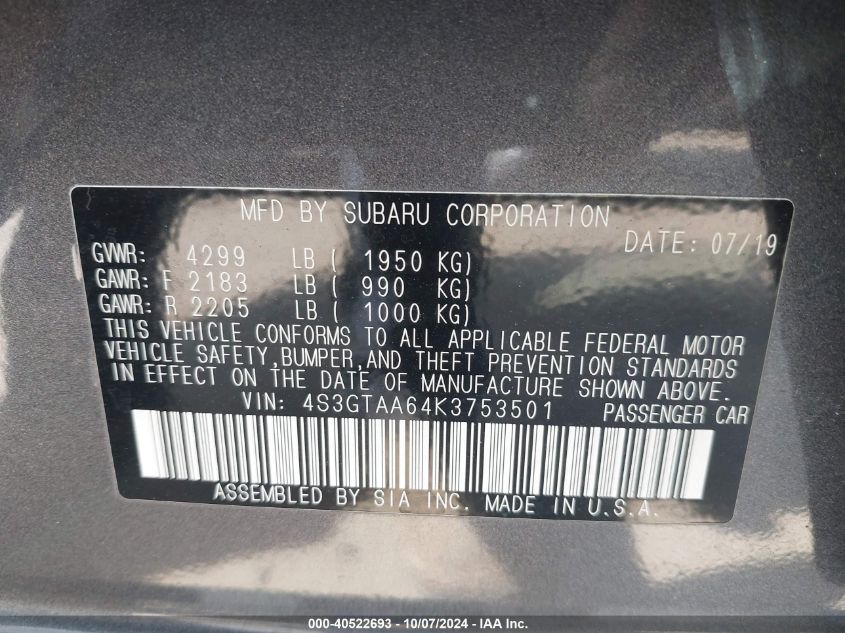 MFD BY SUBARU CORPORATION
DATE: 07/19
GVWR: 4299 LB ( 1950 KG)
GAWR: F 2183 LB ( 990 KG)
GAWR: R 2205 LB ( 1000 KG)
THIS VEHICLE CONFORMS TO ALL APPLICABLE FEDERAL MOTOR
VEHICLE SAFETY,BUMPER,AND THEFT PREVENTION STANDARDS
IN EFFECT ON THE DATE OF MANUFACTURE SHOWN ABOVE.
VIN: 4S3GTAA64K3753501 PASSENGER CAR
ASSEMBLED BY SIA INC. MADE IN U.S.A.
000-40522693 - 10/07/2024 - IAA Inc.